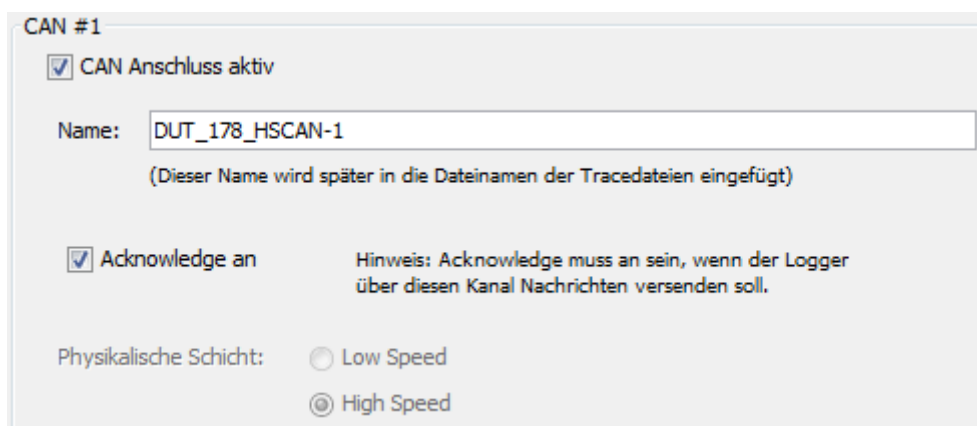 CAN #1
CAN Anschluss aktiv
Name: DUT_178_HSCAN-1
(Dieser Name wird später in die Dateinamen der Tracedateien eingefügt)
Acknowledge an Hinweis: Acknowledge muss an sein, wenn der Logger
über diesen Kanal Nachrichten versenden soll.
Physikalische Schicht: Low Speed
High Speed